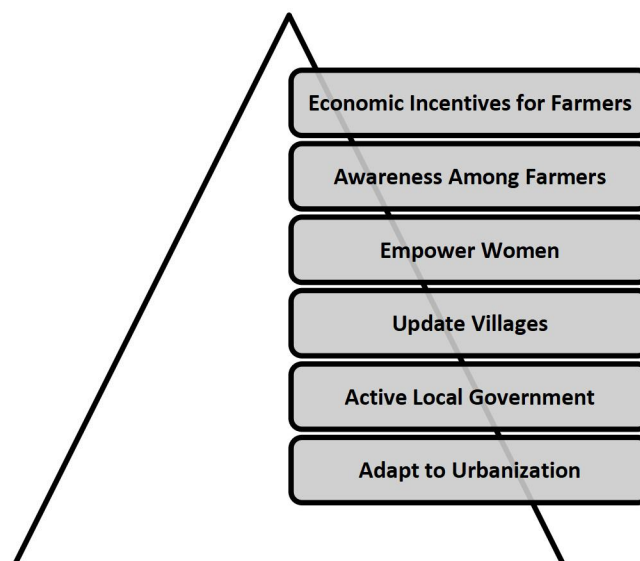 Economic Incentives for Farmers
Awareness Among Farmers
Empower Women
Update Villages
Active Local Government
Adapt to Urbanization